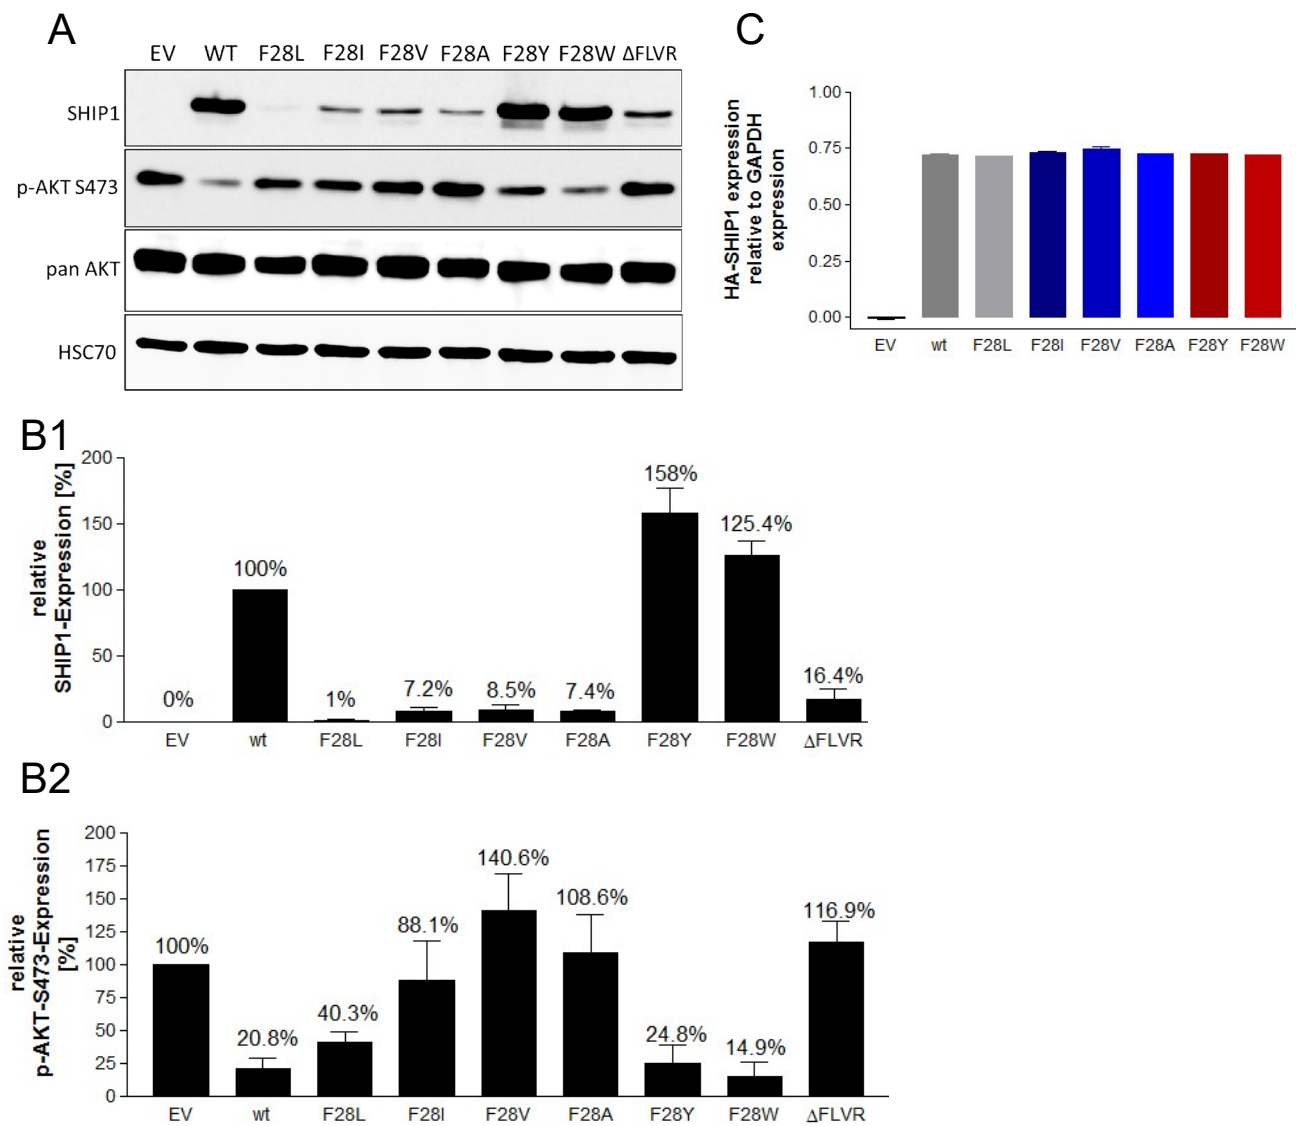 A
EV WT F28L F28I F28V F28A F28Y F28W ΔFLVR
SHIP1
p-AKT S473
pan AKT
HSC70
C
HA-SHIP1 expression
relative to GAPDH
expression
1.00
0.75
0.50
0.25
0.00
EV wt F28L F28I F28V F28A F28Y F28W
B1
relative
SHIP1-Expression [%]
200
150
100
50
0
0% 100% 1% 7.2% 8.5% 7.4% 158% 125.4% 16.4%
EV wt F28L F28I F28V F28A F28Y F28W ΔFLVR
B2
relative
p-AKT-S473-Expression
[%]
200
175
150
125
100
75
50
25
0
100% 20.8% 40.3% 88.1% 140.6% 108.6% 24.8% 14.9% 116.9%
EV wt F28L F28I F28V F28A F28Y F28W ΔFLVR